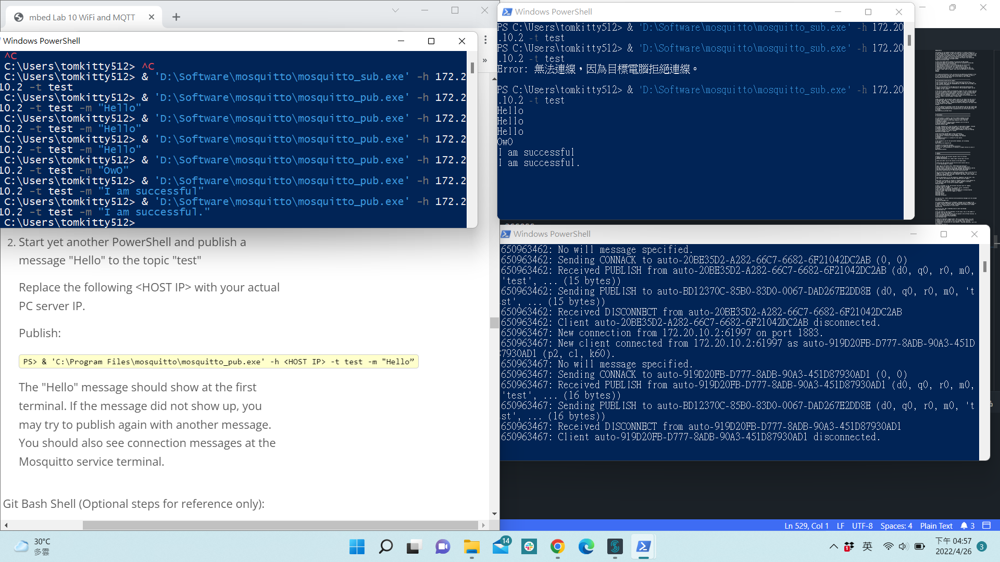 mbed Lab 10 WiFi and MQTT
Windows PowerShell
^C
C:\Users\tomkitty512> ^C
C:\Users\tomkitty512> & 'D:\Software\mosquitto\mosquitto_sub.exe' -h 172.2
10.2 -t test
C:\Users\tomkitty512> & 'D:\Software\mosquitto\mosquitto_pub.exe' -h 172.2
10.2 -t test -m "Hello"
C:\Users\tomkitty512> & 'D:\Software\mosquitto\mosquitto_pub.exe' -h 172.2
10.2 -t test -m "Hello"
C:\Users\tomkitty512> & 'D:\Software\mosquitto\mosquitto_pub.exe' -h 172.2
10.2 -t test -m "Hello"
C:\Users\tomkitty512> & 'D:\Software\mosquitto\mosquitto_pub.exe' -h 172.2
10.2 -t test -m "OwO"
C:\Users\tomkitty512> & 'D:\Software\mosquitto\mosquitto_pub.exe' -h 172.2
10.2 -t test -m "I am successful"
C:\Users\tomkitty512> & 'D:\Software\mosquitto\mosquitto_pub.exe' -h 172.2
10.2 -t test -m "I am successful."
C:\Users\tomkitty512>
2. Start yet another PowerShell and publish a
message "Hello" to the topic "test"
Replace the following <HOST IP> with your actual
PC server IP.
Publish:
PS> & 'C:\Program Files\mosquitto\mosquitto_pub.exe' -h <HOST IP> -t test -m "Hello”
The "Hello" message should show at the first
terminal. If the message did not show up, you
may try to publish again with another message.
You should also see connection messages at the
Mosquitto service terminal.
Git Bash Shell (Optional steps for reference only):
Windows PowerShell
PS C:\Users\tomkitty512> & 'D:\Software\mosquitto\mosquitto_sub.exe' -h 172.20
.10.2 -t test
PS C:\Users\tomkitty512> & 'D:\Software\mosquitto\mosquitto_sub.exe' -h 172.20
.10.2 -t test
Error: 無法連線，因為目標電腦拒絕連線。
PS C:\Users\tomkitty512> & 'D:\Software\mosquitto\mosquitto_sub.exe' -h 172.20
.10.2 -t test
Hello
Hello
Hello
OwO
I am successful
I am successful.
Windows PowerShell
650963462: No will message specified.
650963462: Sending CONNACK to auto-20BE35D2-A282-66C7-6682-6F21042DC2AB (0, 0)
650963462: Received PUBLISH from auto-20BE35D2-A282-66C7-6682-6F21042DC2AB (d0, q0, r0, m0,
'test', ... (15 bytes))
650963462: Sending PUBLISH to auto-BD12370C-85B0-83D0-0067-DAD267E2DD8E (d0, q0, r0, m0, 't
st', ... (15 bytes))
650963462: Received DISCONNECT from auto-20BE35D2-A282-66C7-6682-6F21042DC2AB
650963462: Client auto-20BE35D2-A282-66C7-6682-6F21042DC2AB disconnected.
650963467: New connection from 172.20.10.2:61997 on port 1883.
650963467: New client connected from 172.20.10.2:61997 as auto-919D20FB-D777-8ADB-90A3-451D
87930AD1 (p2, c1, k60).
650963467: No will message specified.
650963467: Sending CONNACK to auto-919D20FB-D777-8ADB-90A3-451D87930AD1 (0, 0)
650963467: Received PUBLISH from auto-919D20FB-D777-8ADB-90A3-451D87930AD1 (d0, q0, r0, m0,
'test', ... (16 bytes))
650963467: Sending PUBLISH to auto-BD12370C-85B0-83D0-0067-DAD267E2DD8E (d0, q0, r0, m0, 't
st', ... (16 bytes))
650963467: Received DISCONNECT from auto-919D20FB-D777-8ADB-90A3-451D87930AD1
650963467: Client auto-919D20FB-D777-8ADB-90A3-451D87930AD1 disconnected.
Ln 529, Col 1 LF UTF-8 Spaces: 4 Plain Text 3
30°C
多雲
14
1
英
下午 04:57
2022/4/26
3